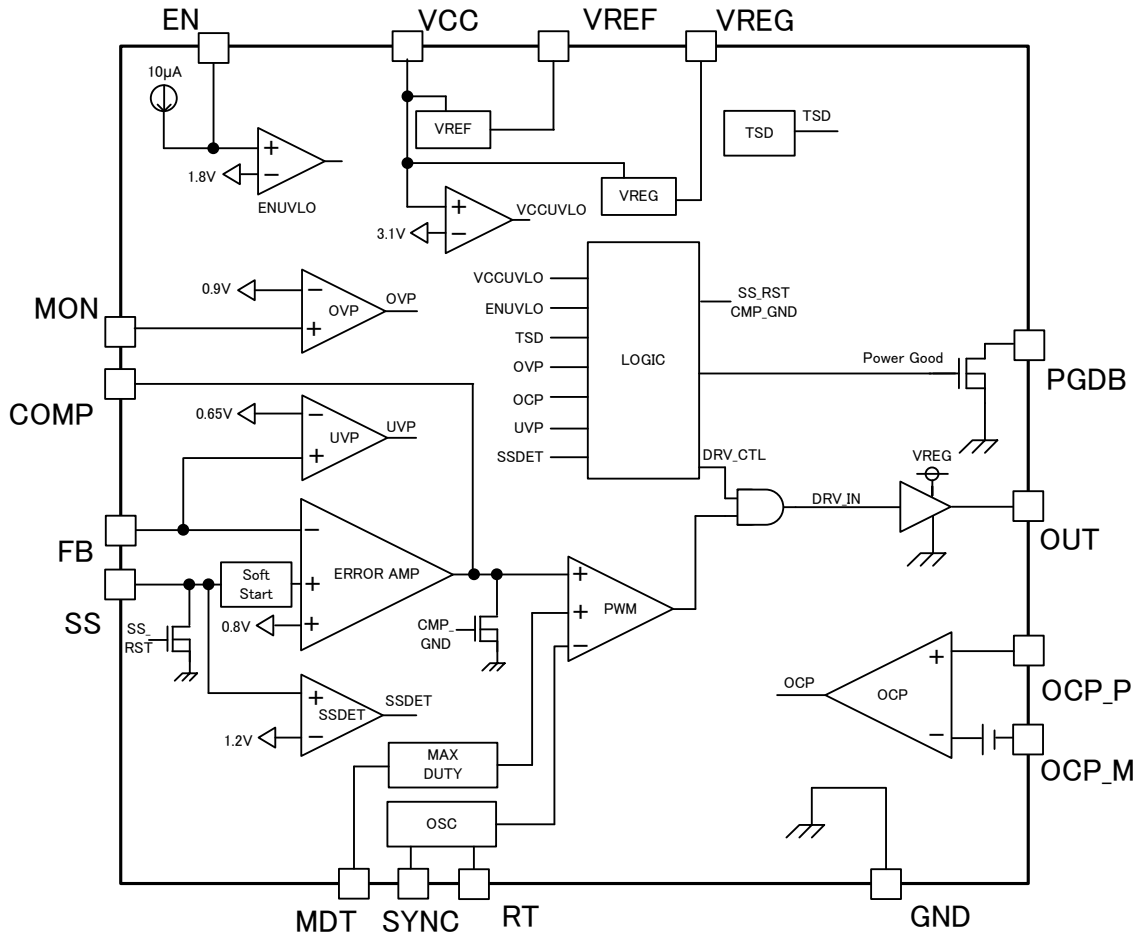 EN
VCC
VREF
VREG
10μA
VREF
TSD
TSD
+
−
1.8V
ENUVLO
VREG
+
−
VCCUVLO
3.1V
0.9V
−
OVP
OVP
+
MON
VCCUVLO
ENUVLO
TSD
OVP
OCP
UVP
SSDET
LOGIC
SS_RST
CMP_GND
Power Good
PGDB
COMP
0.65V
−
UVP
UVP
+
DRV_CTL
VREG
DRV_IN
OUT
FB
−
ERROR AMP
Soft
Start
+
0.8V
+
SS
SS_
RST
CMP_
GND
+
+
PWM
−
+
SSDET
SSDET
1.2V
−
OCP
OCP
+
−
OCP_P
OCP_M
MAX
DUTY
OSC
MDT
SYNC
RT
GND